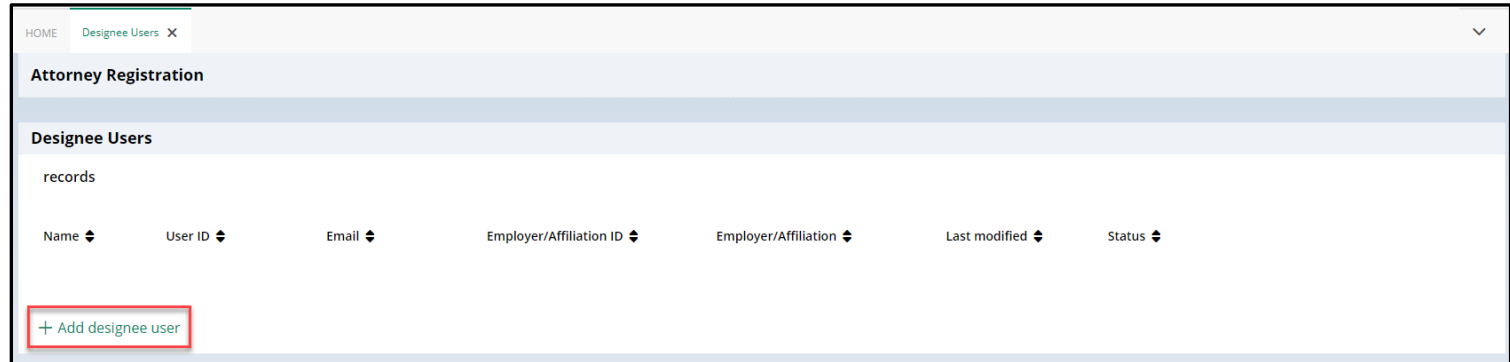 HOME Designee Users
Attorney Registration
Designee Users
records
Name User ID Email Employer/Affiliation ID Employer/Affiliation Last modified Status
+ Add designee user